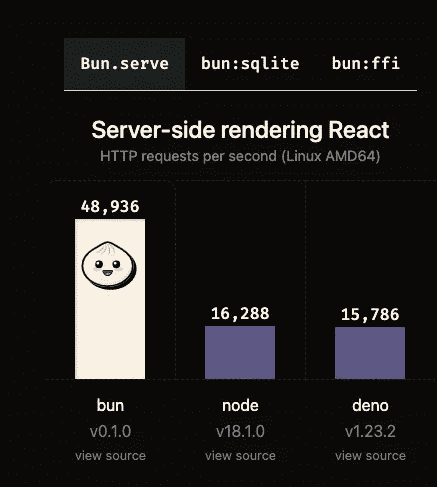 Bun.serve bun:sqlite bun:ffi
Server-side rendering React
HTTP requests per second (Linux AMD64)
48,936
16,288
15,786
bun node deno
v0.1.0 v18.1.0 v1.23.2
view source view source view source